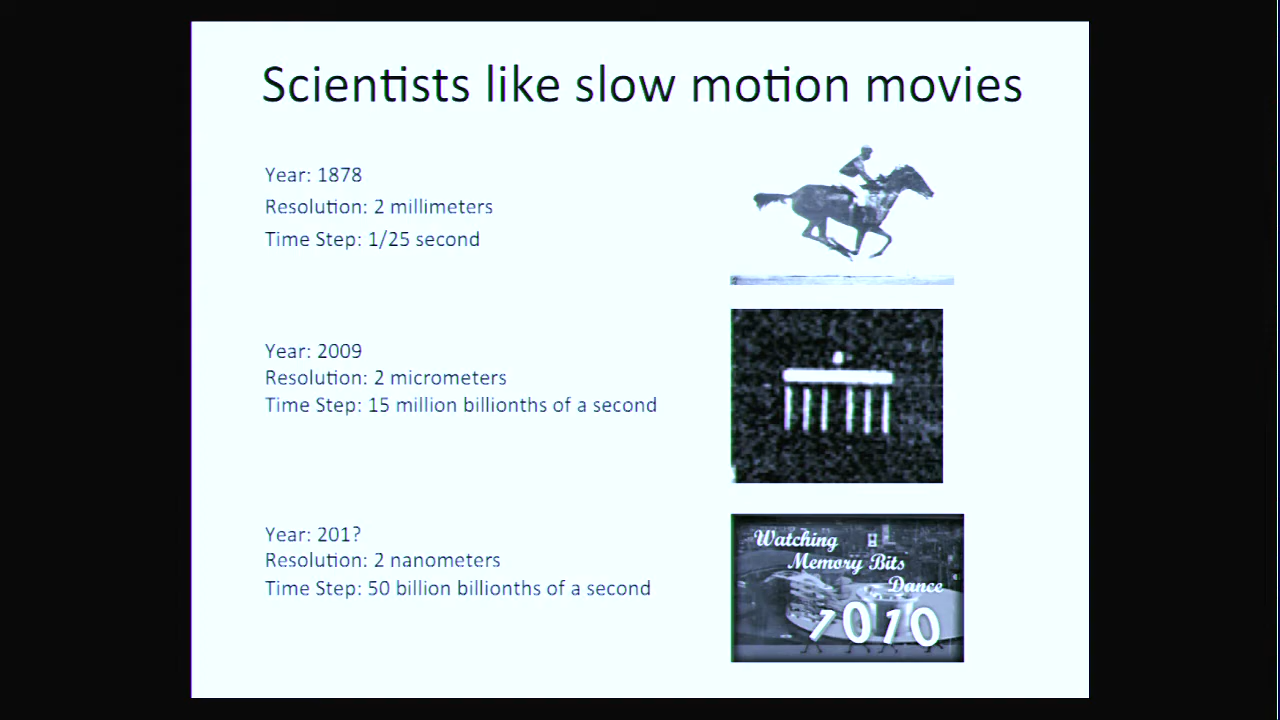 Scientists like slow motion movies
Year: 1878
Resolution: 2 millimeters
Time Step: 1/25 second
Year: 2009
Resolution: 2 micrometers
Time Step: 15 million billionths of a second
Year: 201?
Resolution: 2 nanometers
Time Step: 50 billion billionths of a second
Watching
Memory Bits
Dance
1010